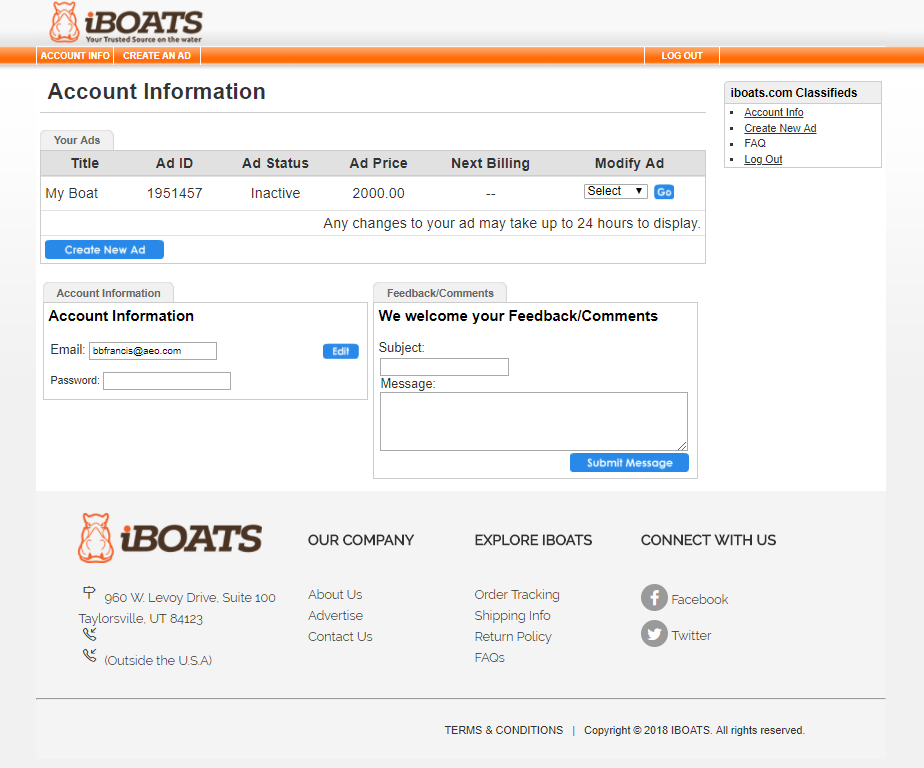 iBOATS
Your Trusted Source on the water
ACCOUNT INFO CREATE AN AD LOG OUT
Account Information
iboats.com Classifieds
Account Info
Create New Ad
FAQ
Log Out
Your Ads
Title Ad ID Ad Status Ad Price Next Billing Modify Ad
My Boat 1951457 Inactive 2000.00 -- Select Go
Any changes to your ad may take up to 24 hours to display.
Create New Ad
Account Information
Account Information
Email: bbfrancis@aeo.com Edit
Password:
Feedback/Comments
We welcome your Feedback/Comments
Subject:
Message:
Submit Message
iBOATS
960 W. Levoy Drive, Suite 100
Taylorsville, UT 84123
(Outside the U.S.A)
OUR COMPANY
About Us
Advertise
Contact Us
EXPLORE IBOATS
Order Tracking
Shipping Info
Return Policy
FAQs
CONNECT WITH US
Facebook
Twitter
TERMS & CONDITIONS | Copyright © 2018 IBOATS. All rights reserved.